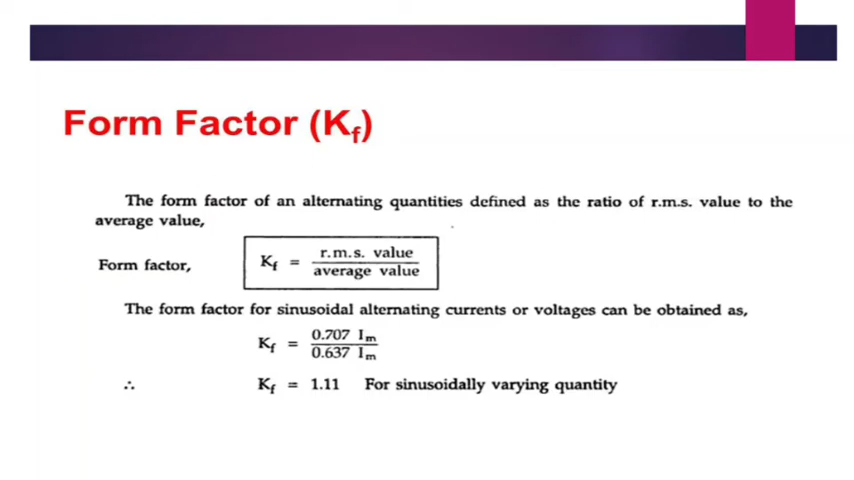 Form Factor (Kf)
The form factor of an alternating quantities defined as the ratio of r.m.s. value to the
average value,
Form factor, Kf = r.m.s. value / average value
The form factor for sinusoidal alternating currents or voltages can be obtained as,
Kf = 0.707 Im / 0.637 Im
∴ Kf = 1.11 For sinusoidally varying quantity